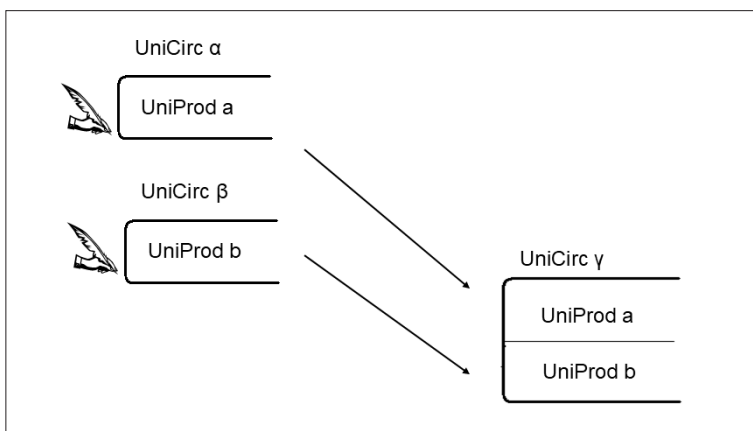 UniCirc α
UniProd a
UniCirc β
UniProd b
UniCirc γ
UniProd a
UniProd b